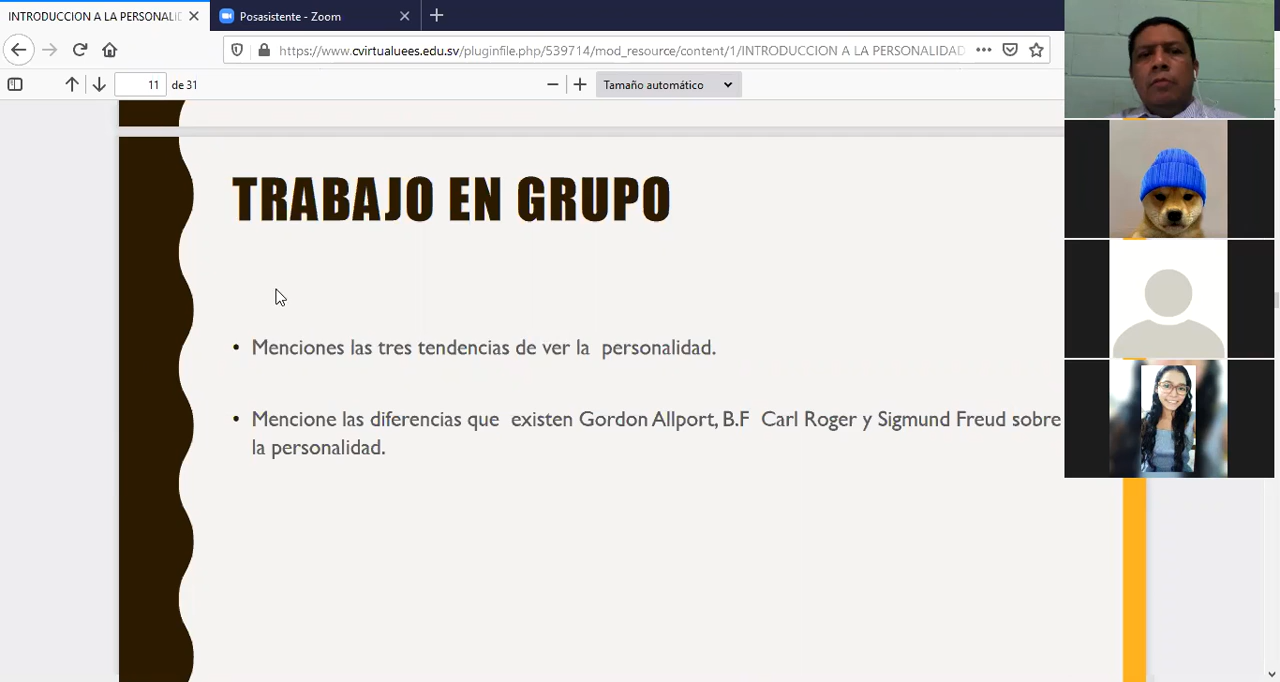 INTRODUCCION A LA PERSONALID
Posasistente - Zoom
https://www.cvirtualuees.edu.sv/pluginfile.php/539714/mod_resource/content/1/INTRODUCCION A LA PERSONALIDAD
11 de 31
Tamaño automático
TRABAJO EN GRUPO
• Menciones las tres tendencias de ver la personalidad.
• Mencione las diferencias que existen Gordon Allport, B.F Carl Roger y Sigmund Freud sobre
la personalidad.